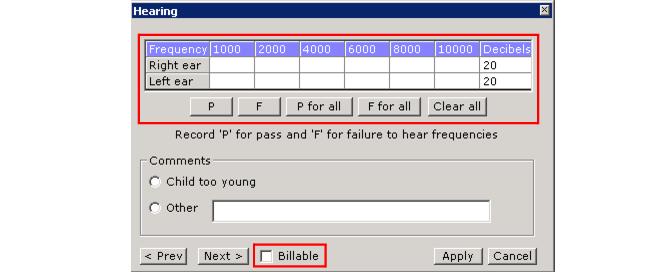 Hearing
Frequency 1000 2000 4000 6000 8000 10000 Decibels
Right ear 20
Left ear 20
P F P for all F for all Clear all
Record 'P' for pass and 'F' for failure to hear frequencies
Comments
Child too young
Other
< Prev Next > Billable Apply Cancel